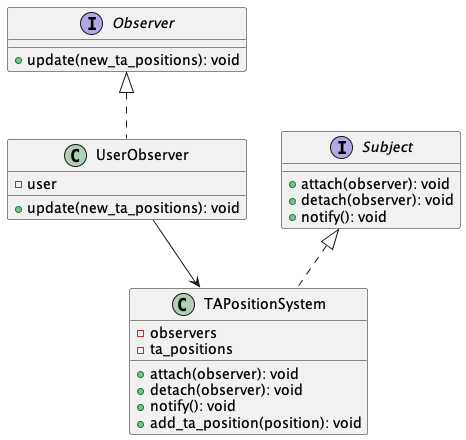 I Observer
+ update(new_ta_positions): void
C UserObserver
user
update(new_ta_positions): void
I Subject
attach(observer): void
detach(observer): void
notify(): void
C TAPositionSystem
observers
ta_positions
attach(observer): void
detach(observer): void
notify(): void
add_ta_position(position): void